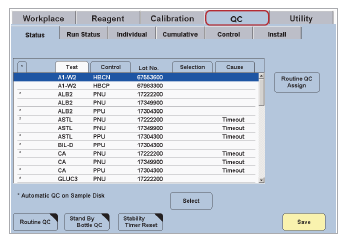 Workplace Reagent Calibration QC Utility
Status Run Status Individual Cumulative Control Install
* Test Control Lot No. Selection Cause
A1-W2 HBCN 67663600
A1-W2 HBCP 67663300
* ALB2 PNU 17222200
ALB2 PNU 17349900
* ALB2 PPU 17304300
* ASTL PNU 17222200 Timeout
ASTL PNU 17349900 Timeout
* ASTL PPU 17304300 Timeout
* BIL-D PPU 17304300
* CA PNU 17222200 Timeout
CA PNU 17349900 Timeout
* CA PPU 17304300 Timeout
* GLUC3 PNU 17222200
Routine QC
Assign
* Automatic QC on Sample Disk
Select
Routine QC
Stand By
Bottle QC
Stability
Timer Reset
Save